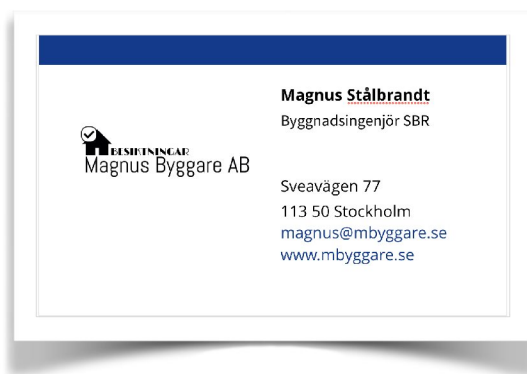 BESIKTNINGAR
Magnus Byggare AB
Magnus Stålbrandt
Byggnadsingenjör SBR
Sveavägen 77
113 50 Stockholm
magnus@mbyggare.se
www.mbyggare.se